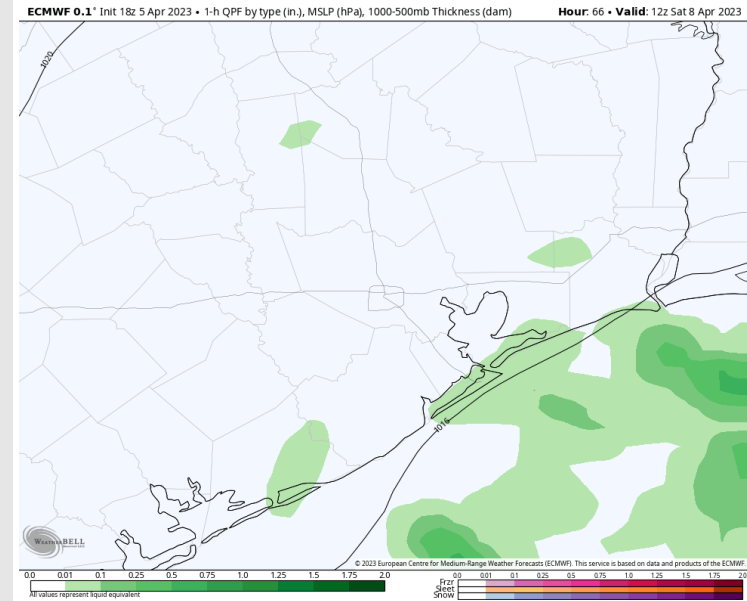 ECMWF 0.1° Init 18z 5 Apr 2023 • 1-h QPF by type (in.), MSLP (hPa), 1000-500mb Thickness (dam) Hour: 66 • Valid: 12z Sat 8 Apr 2023
1020
1016
WeatherBELL
© 2023 European Centre for Medium-Range Weather Forecasts (ECMWF). This service is based on data and products of the ECMWF.
0.0 0.01 0.1 0.25 0.5 0.75 1.0 1.25 1.5 1.75 2.0
All values represent liquid equivalent
0.0 0.01 0.1 0.25 0.5 0.75 1.0 1.25 1.5 1.75 2.0
Frzr
Sleet
Snow